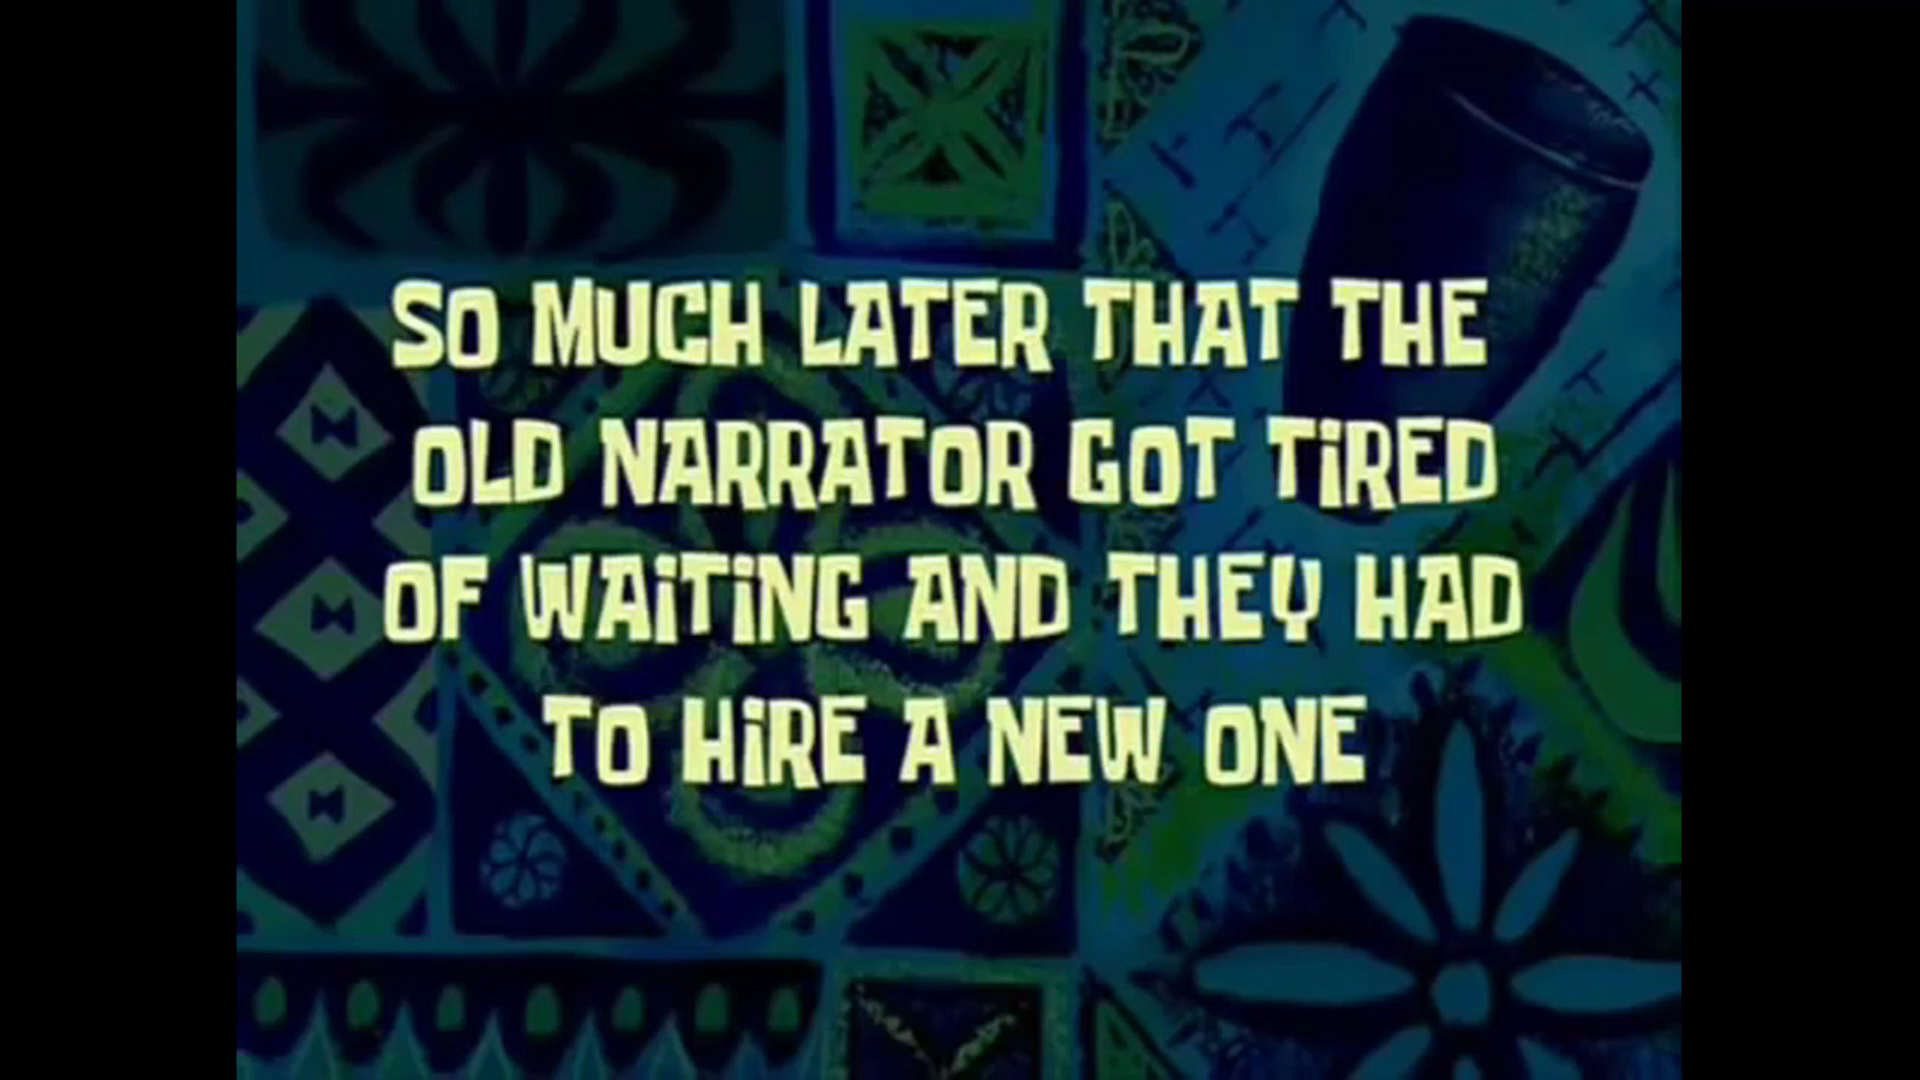 SO MUCH LATER THAT THE
OLD NARRATOR GOT TiRED
OF WAiTiNG AND THEY HAD
TO HiRE A NEW ONE